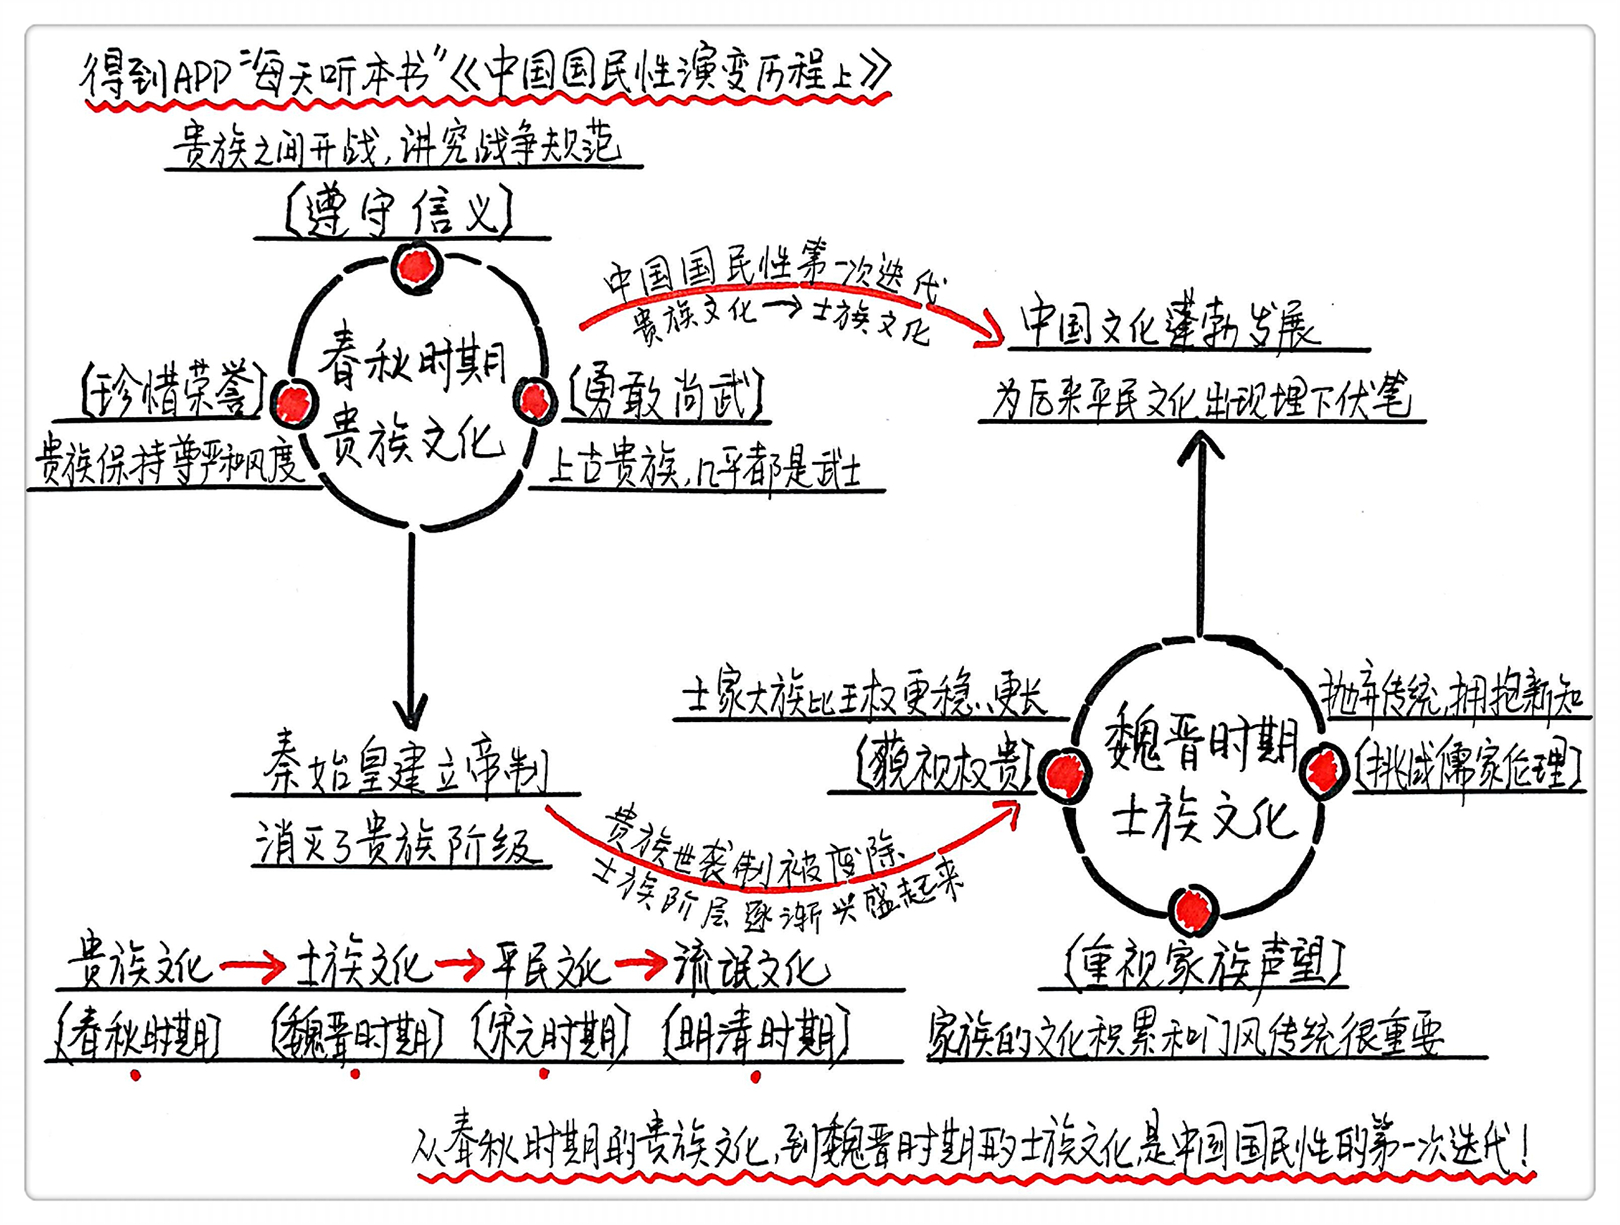 得到APP“每天听本书”《中国国民性演变历程上》
贵族之间开战，讲究战争规范
(遵守信义)
春秋时期
贵族文化
(珍惜荣誉)
贵族保持尊严和风度
(勇敢尚武)
上古贵族，几乎都是武士
中国国民性第一次迭代
贵族文化→士族文化
中国文化蓬勃发展
为后来平民文化出现埋下伏笔
秦始皇建立帝制
消灭了贵族阶级
贵族世袭制被废除
士族阶层逐渐兴盛起来
士家大族比王权更稳、更长
(藐视权贵)
魏晋时期
士族文化
抛弃传统，拥抱新知
(挑战儒家伦理)
(重视家族声望)
家族的文化积累和门风传统很重要
贵族文化→士族文化→平民文化→流氓文化
(春秋时期) (魏晋时期) (宋元时期) (明清时期)
从春秋时期的贵族文化，到魏晋时期的士族文化，是中国国民性的第一次迭代！